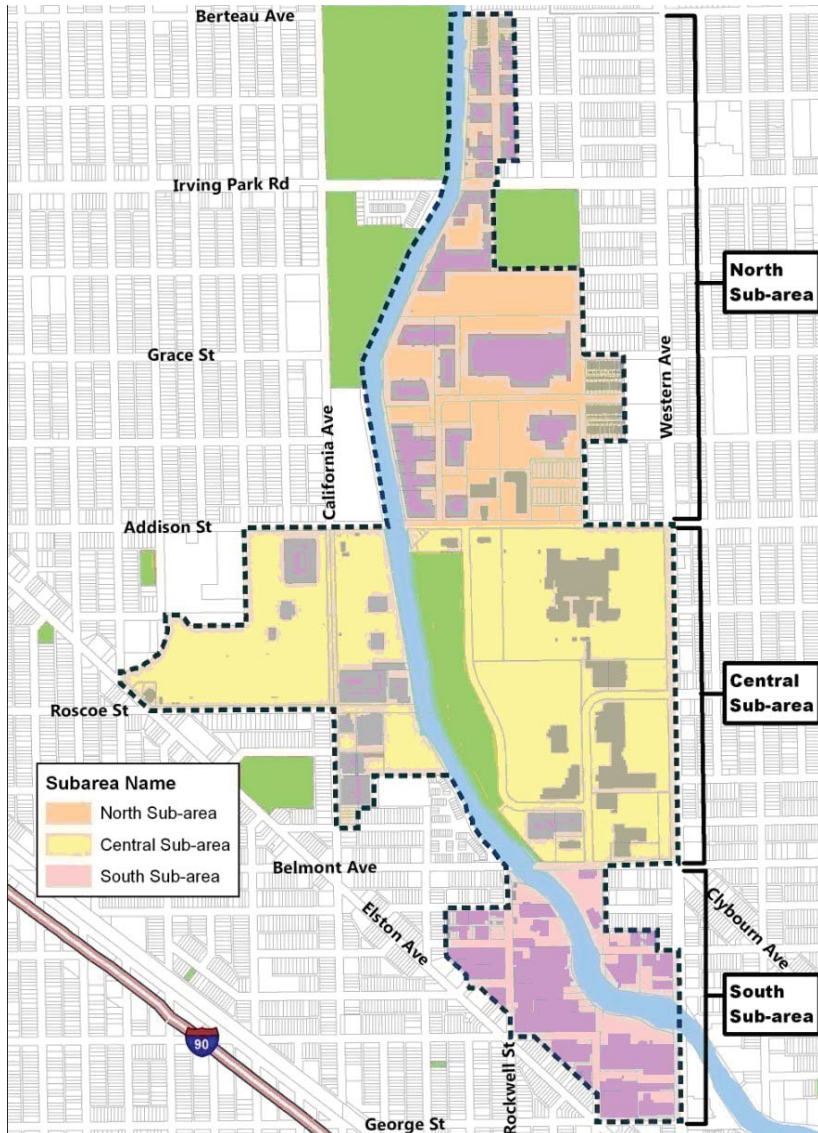 Berteau Ave
Irving Park Rd
North
Sub-area
Grace St
Western Ave
California Ave
Addison St
Central
Sub-area
Roscoe St
Subarea Name
North Sub-area
Central Sub-area
South Sub-area
Belmont Ave
Clybourn Ave
Elston Ave
South
Sub-area
90
Rockwell St
George St